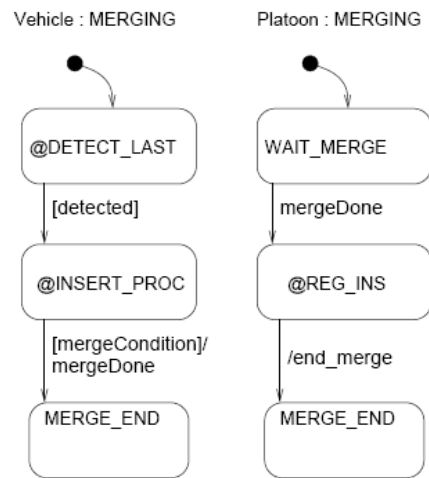 Vehicle : MERGING
@DETECT_LAST
[detected]
@INSERT_PROC
[mergeCondition]/
mergeDone
MERGE_END
Platoon : MERGING
WAIT_MERGE
mergeDone
@REG_INS
/end_merge
MERGE_END